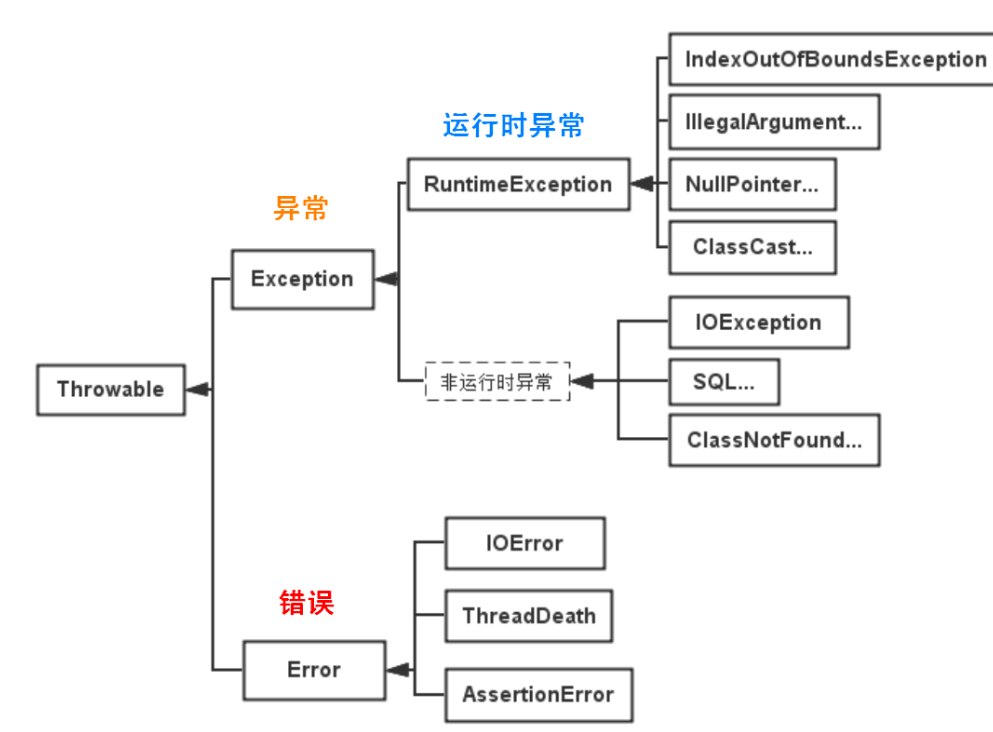 IndexOutOfBoundsException
运行时异常
IllegalArgument...
RuntimeException
NullPointer...
异常
ClassCast...
Exception
IOException
Throwable
非运行时异常
SQL...
ClassNotFound...
IOError
错误
ThreadDeath
Error
AssertionError